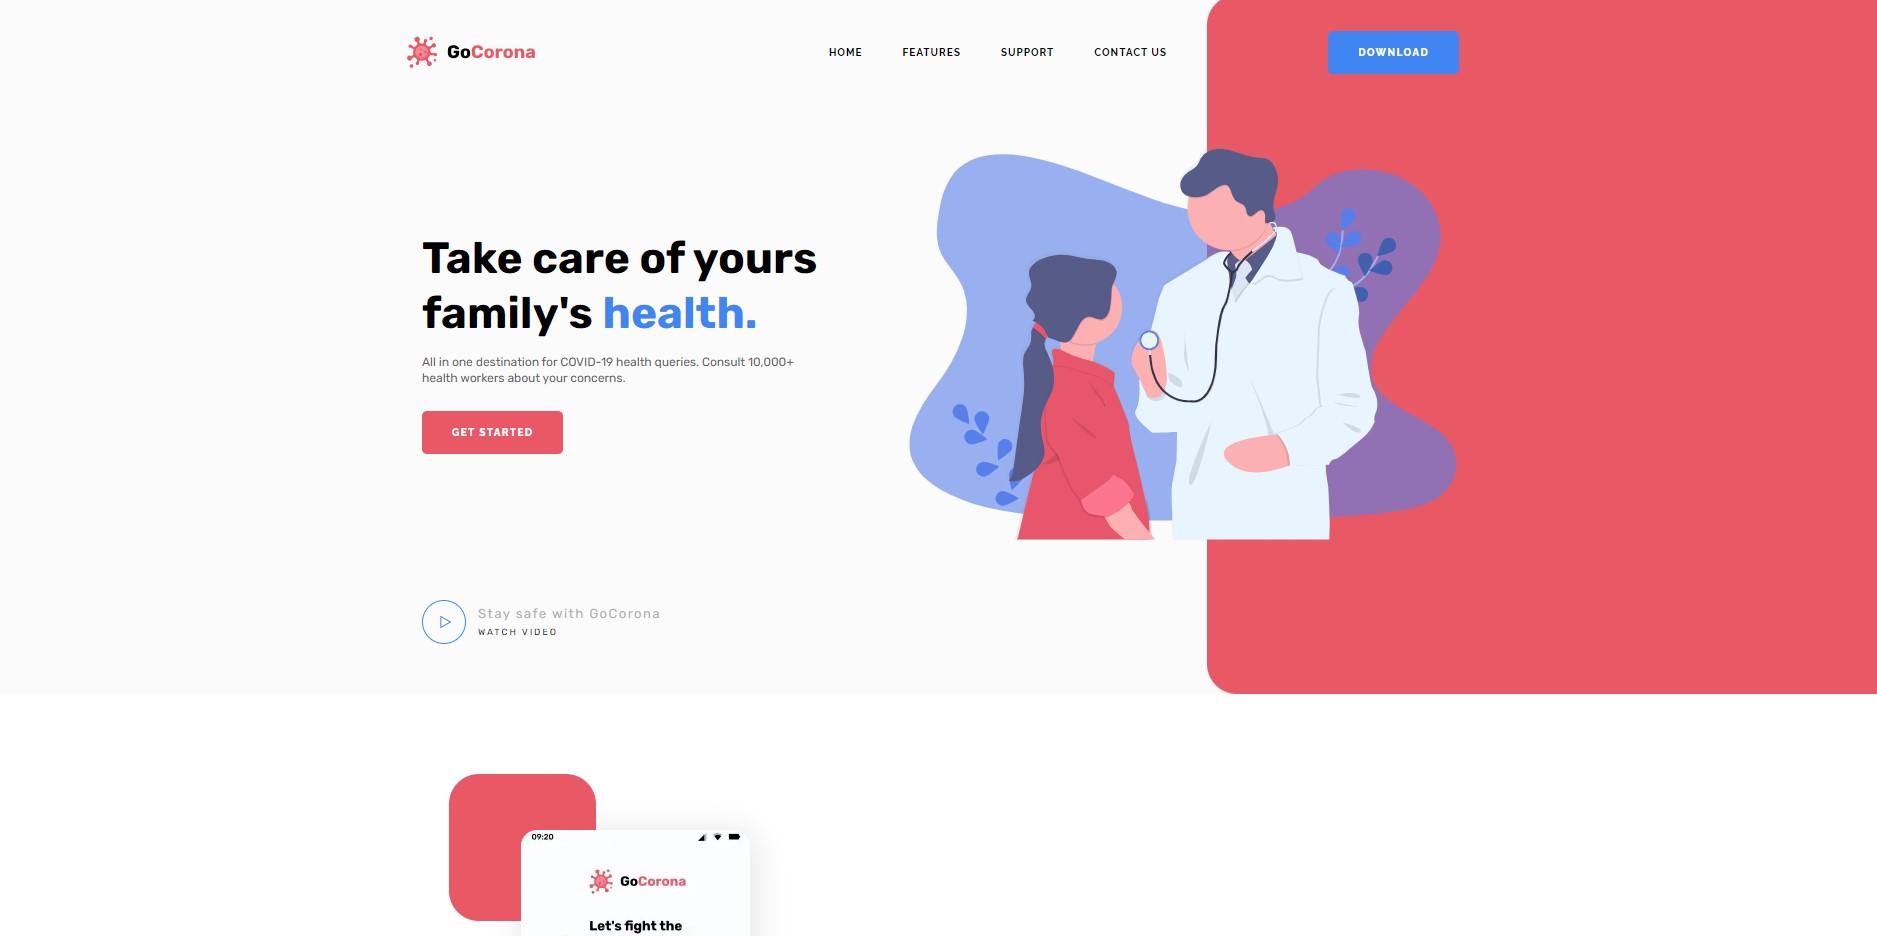 GoCorona
HOME FEATURES SUPPORT CONTACT US
DOWNLOAD
Take care of yours
family's health.
All in one destination for COVID-19 health queries. Consult 10,000+
health workers about your concerns.
GET STARTED
Stay safe with GoCorona
WATCH VIDEO
09:20
GoCorona
Let's fight the